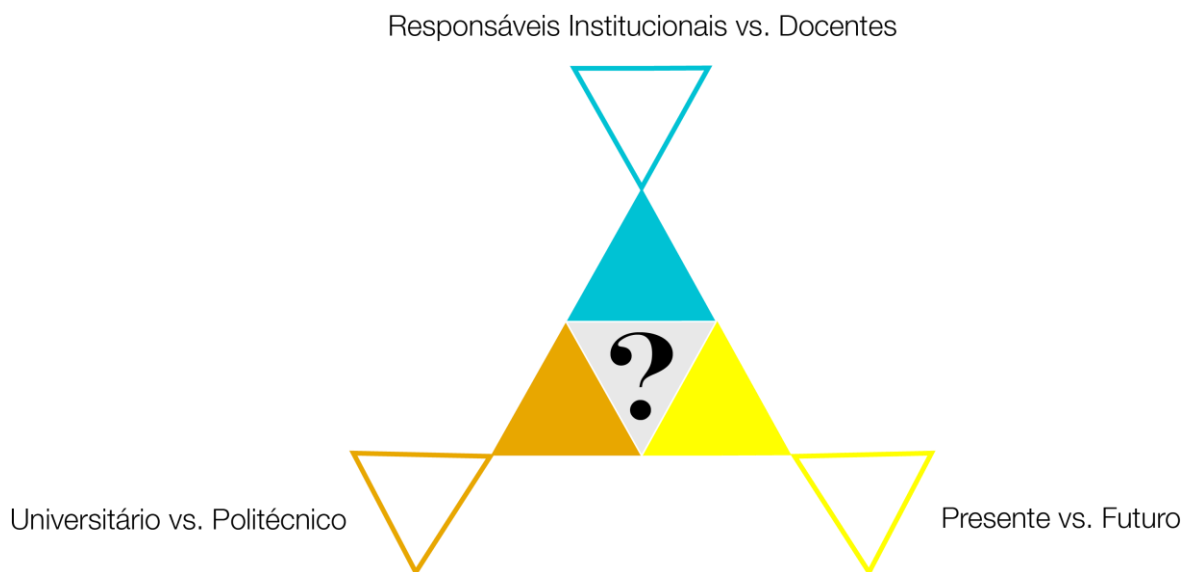 Responsáveis Institucionais vs. Docentes
?
Universitário vs. Politécnico
Presente vs. Futuro